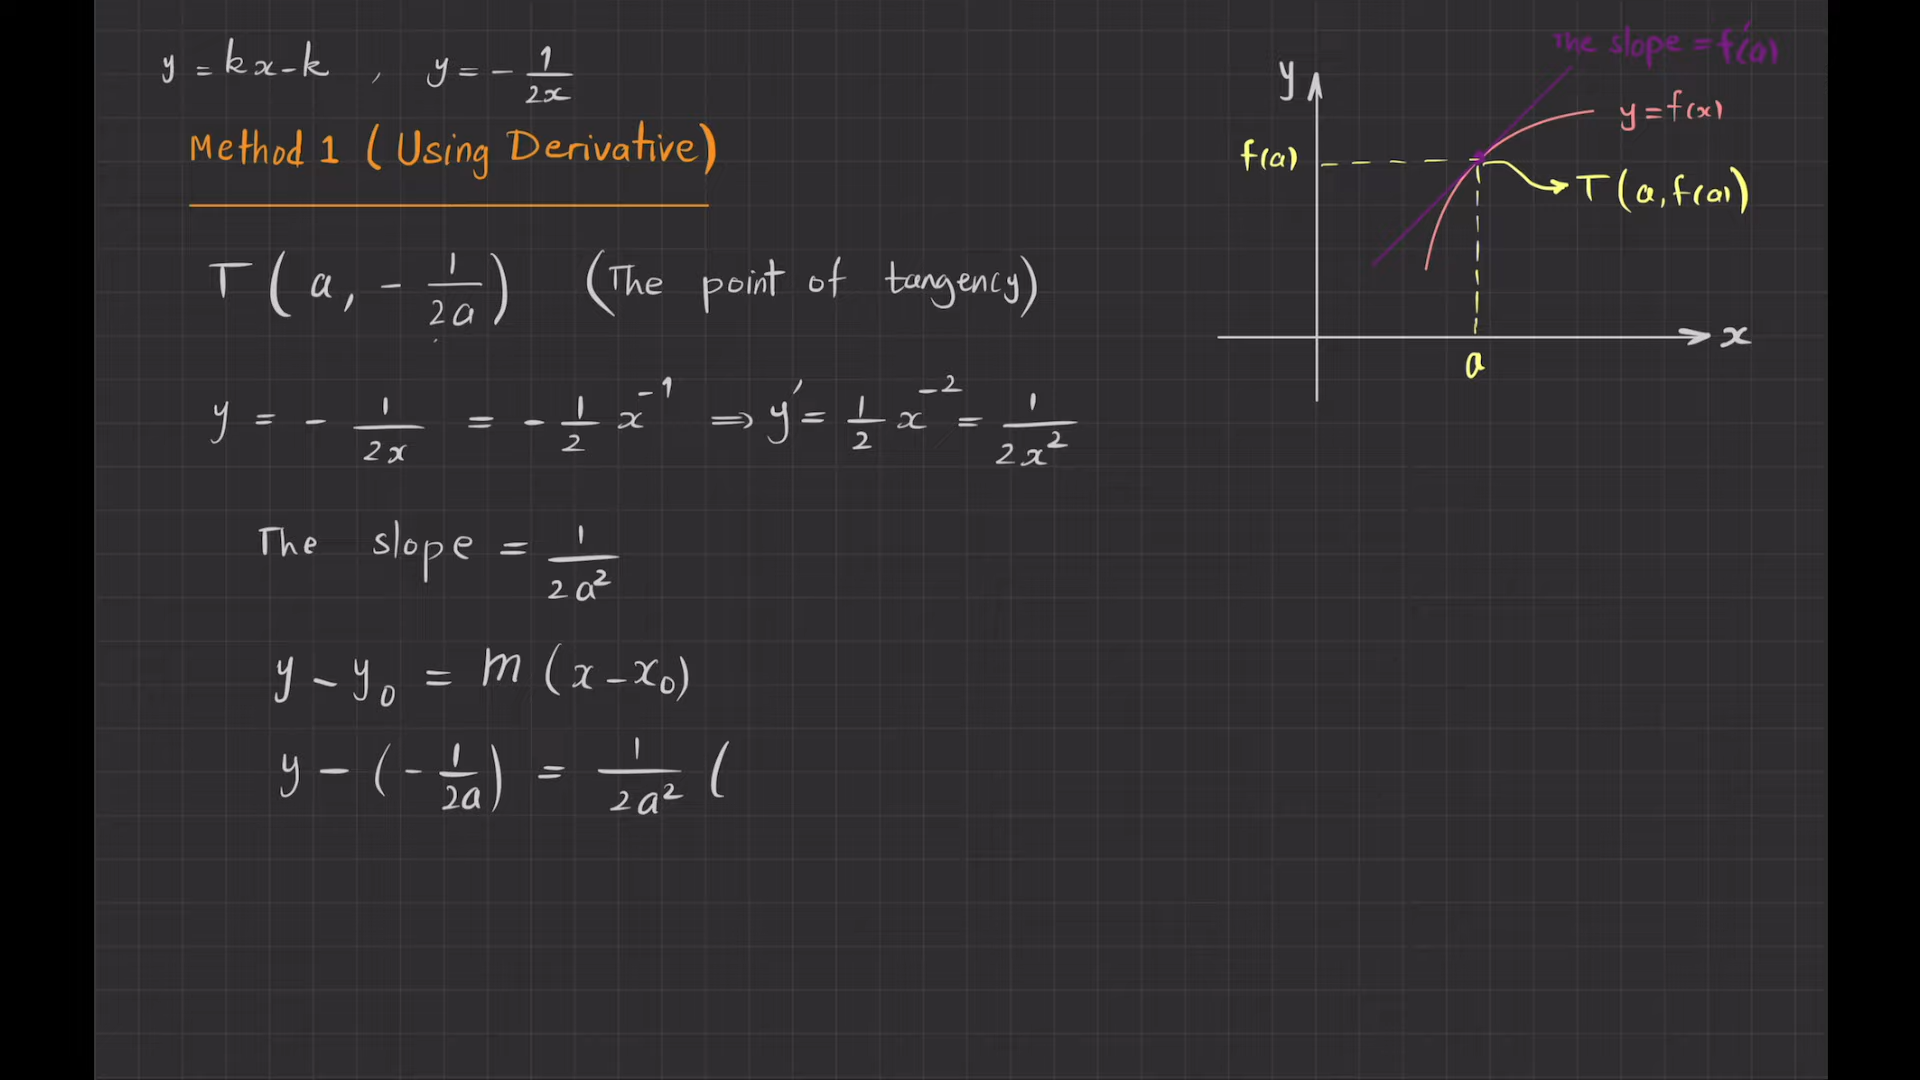 y = kx - k , y = - 1/2x
Method 1 ( Using Derivative)
T ( a, - 1/2a ) (The point of tangency)
y = - 1/2x = - 1/2 x^-1 ⇒ y' = 1/2 x^-2 = 1/2x^2
The slope = 1/2a^2
y - y₀ = m (x - x₀)
y - (- 1/2a) = 1/2a^2 (
The slope = f'(a)
y
y = f(x)
f(a)
T (a, f(a))
x
a